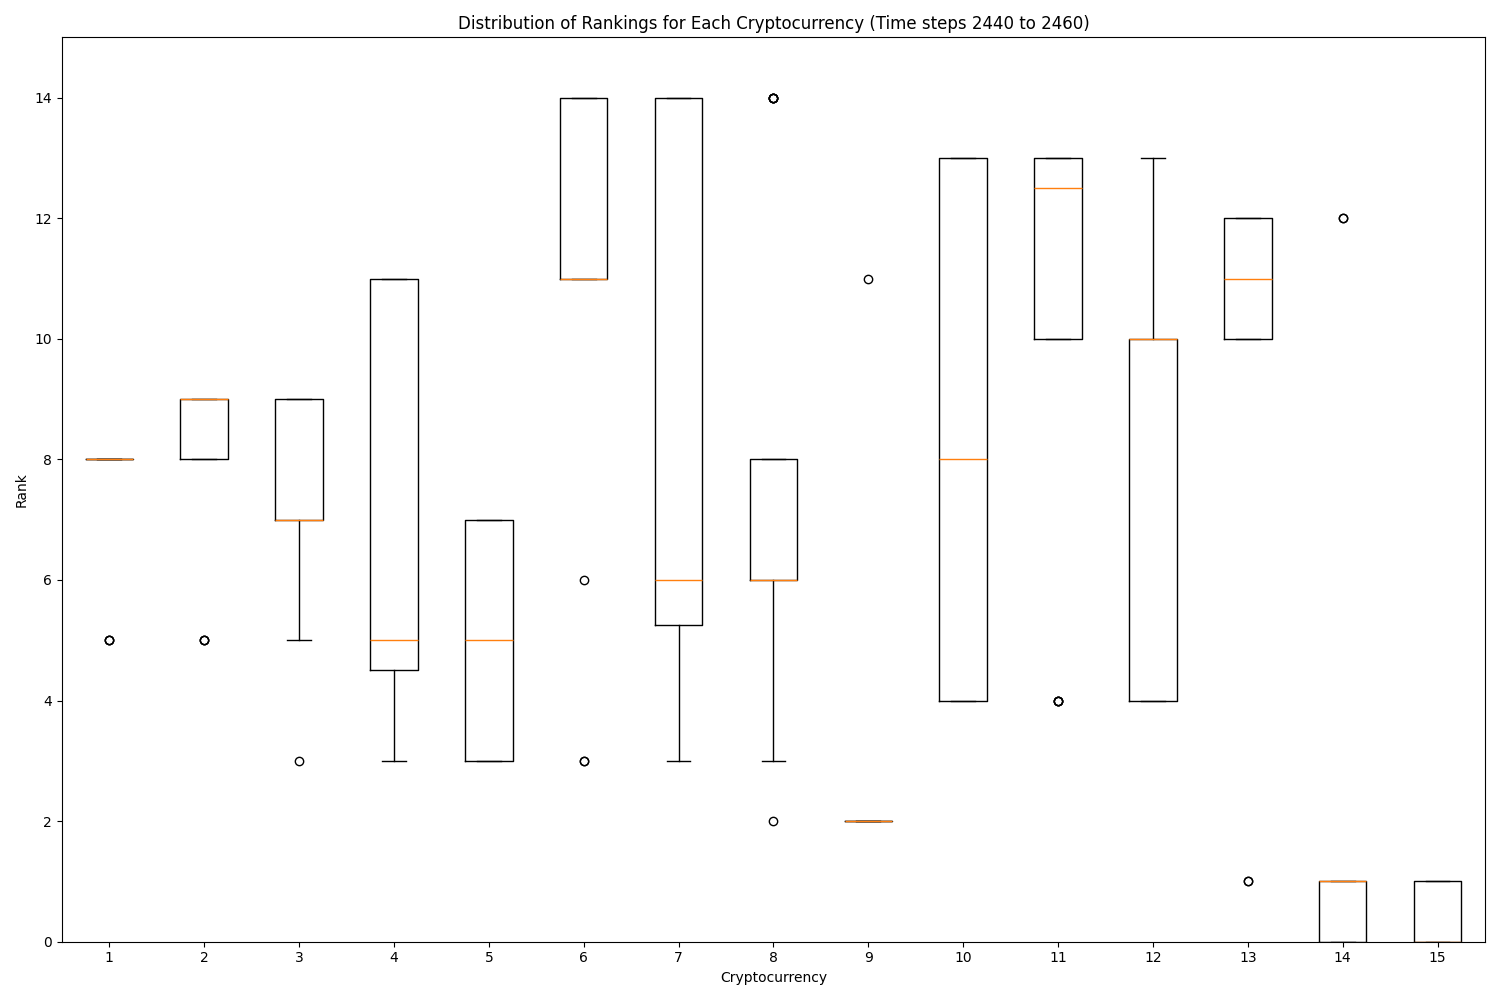 Distribution of Rankings for Each Cryptocurrency (Time steps 2440 to 2460)
14
12
10
8
6
4
2
0
Rank
1 2 3 4 5 6 7 8 9 10 11 12 13 14 15
Cryptocurrency